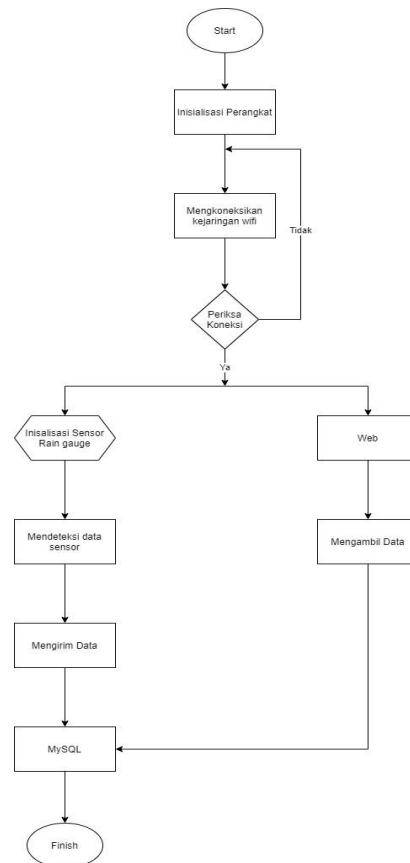 Start
Inisialisasi Perangkat
Mengkoneksikan
kejaringan wifi
Tidak
Periksa
Koneksi
Ya
Inisalisasi Sensor
Rain gauge
Web
Mendeteksi data
sensor
Mengambil Data
Mengirim Data
MySQL
Finish